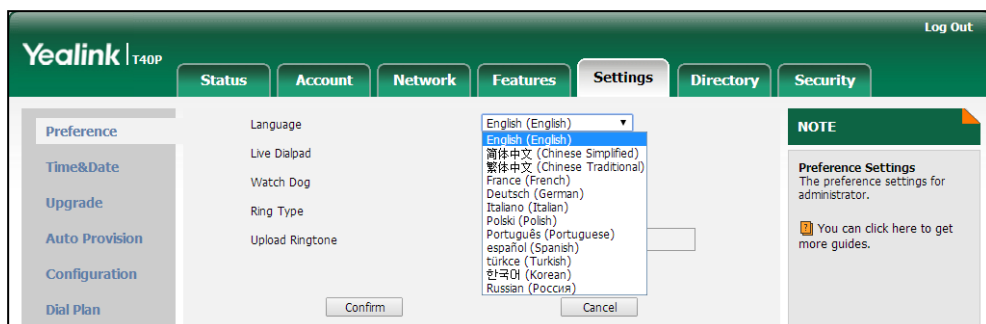 Log Out
Yealink T40P
Status Account Network Features Settings Directory Security
Preference
Time&Date
Upgrade
Auto Provision
Configuration
Dial Plan
Language
Live Dialpad
Watch Dog
Ring Type
Upload Ringtone
English (English)
English (English)
简体中文 (Chinese Simplified)
繁体中文 (Chinese Traditional)
France (French)
Deutsch (German)
Italiano (Italian)
Polski (Polish)
Português (Portuguese)
español (Spanish)
türkce (Turkish)
한국어 (Korean)
Russian (Россия)
Confirm Cancel
NOTE
Preference Settings
The preference settings for
administrator.
You can click here to get
more guides.